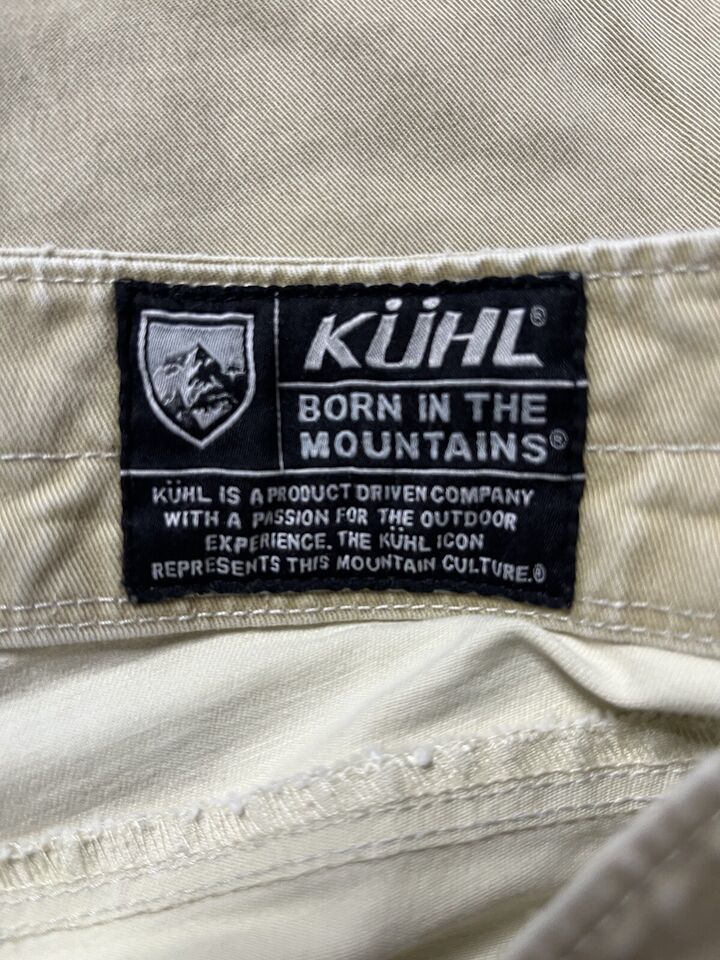 KÜHL®
BORN IN THE
MOUNTAINS®
KÜHL IS A PRODUCT DRIVEN COMPANY
WITH A PASSION FOR THE OUTDOOR
EXPERIENCE. THE KÜHL ICON
REPRESENTS THIS MOUNTAIN CULTURE.®